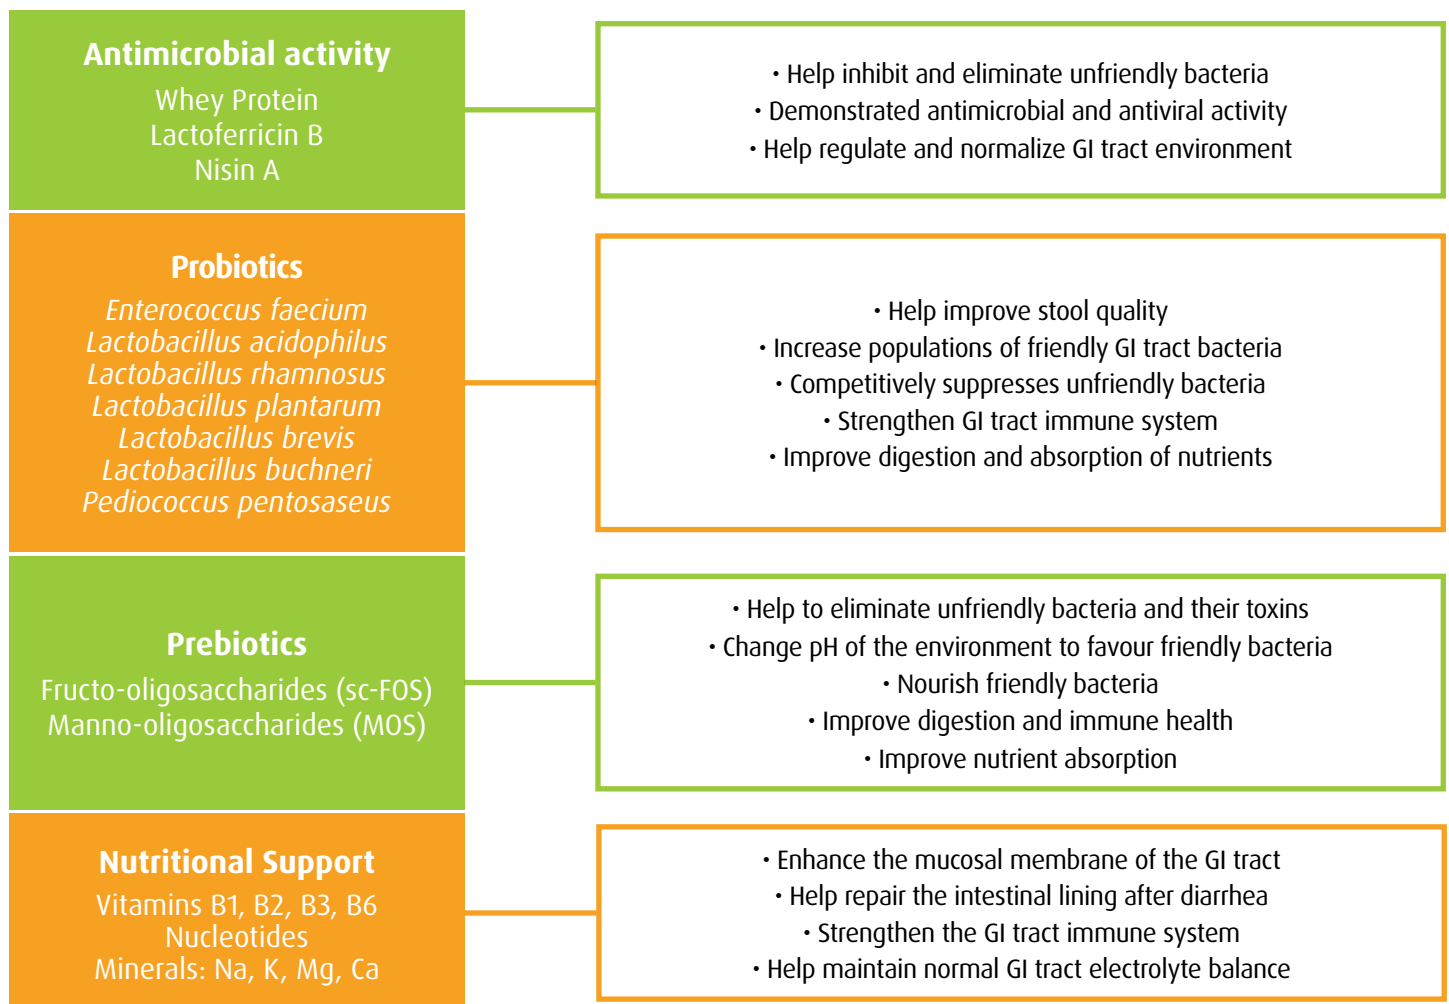 Antimicrobial activity
Whey Protein
Lactoferricin B
Nisin A
• Help inhibit and eliminate unfriendly bacteria
• Demonstrated antimicrobial and antiviral activity
• Help regulate and normalize GI tract environment
Probiotics
Enterococcus faecium
Lactobacillus acidophilus
Lactobacillus rhamnosus
Lactobacillus plantarum
Lactobacillus brevis
Lactobacillus buchneri
Pediococcus pentosaseus
• Help improve stool quality
• Increase populations of friendly GI tract bacteria
• Competitively suppresses unfriendly bacteria
• Strengthen GI tract immune system
• Improve digestion and absorption of nutrients
Prebiotics
Fructo-oligosaccharides (sc-FOS)
Manno-oligosaccharides (MOS)
• Help to eliminate unfriendly bacteria and their toxins
• Change pH of the environment to favour friendly bacteria
• Nourish friendly bacteria
• Improve digestion and immune health
• Improve nutrient absorption
Nutritional Support
Vitamins B1, B2, B3, B6
Nucleotides
Minerals: Na, K, Mg, Ca
• Enhance the mucosal membrane of the GI tract
• Help repair the intestinal lining after diarrhea
• Strengthen the GI tract immune system
• Help maintain normal GI tract electrolyte balance